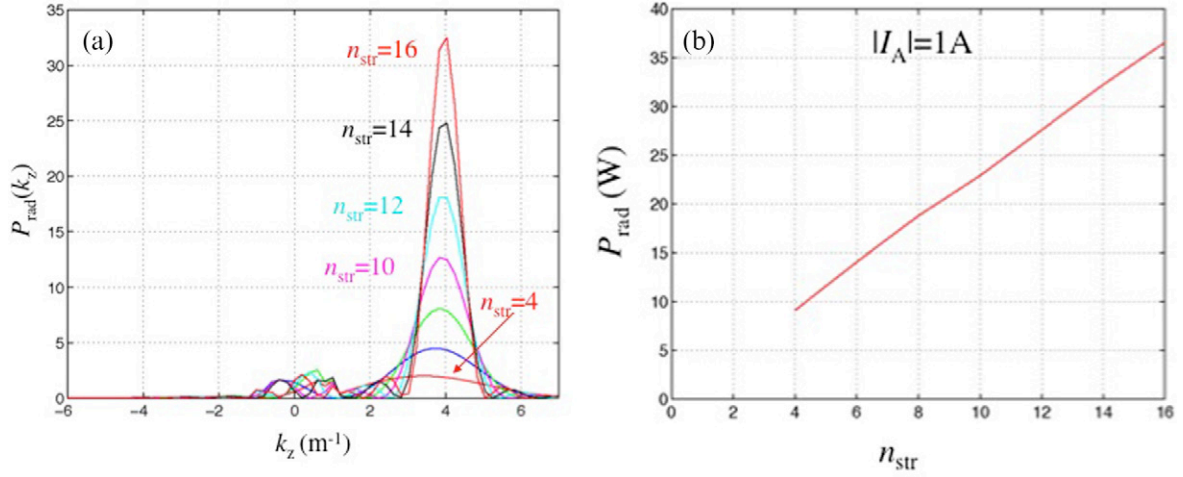 (a)
35
30
25
20
15
10
5
0
P_rad(k_z)
n_str=16
n_str=14
n_str=12
n_str=10
n_str=4
−6 −4 −2 0 2 4 6
k_z (m⁻¹)
(b)
|I_A|=1A
40
35
30
25
20
15
10
5
0
P_rad (W)
0 2 4 6 8 10 12 14 16
n_str